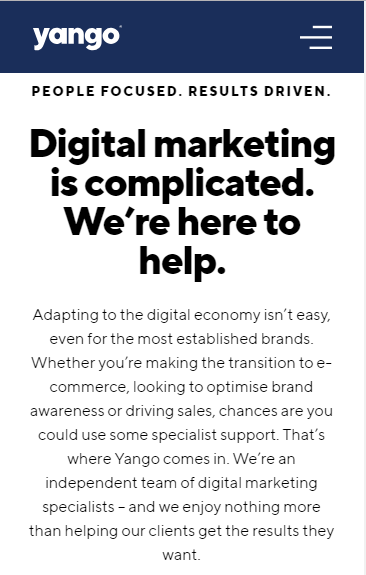 yango
PEOPLE FOCUSED. RESULTS DRIVEN.
Digital marketing
is complicated.
We’re here to
help.
Adapting to the digital economy isn’t easy,
even for the most established brands.
Whether you’re making the transition to e-
commerce, looking to optimise brand
awareness or driving sales, chances are you
could use some specialist support. That’s
where Yango comes in. We’re an
independent team of digital marketing
specialists – and we enjoy nothing more
than helping our clients get the results they
want.